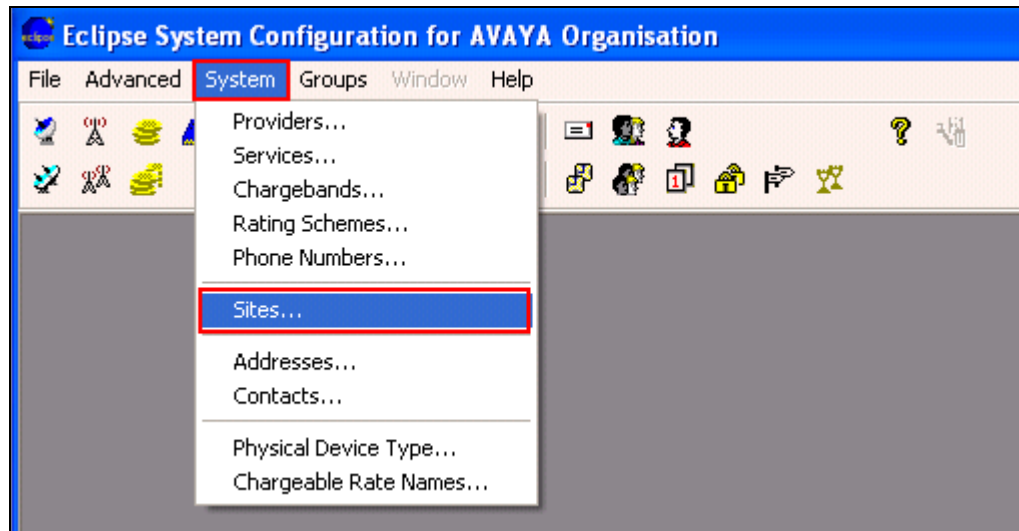 Eclipse System Configuration for AVAYA Organisation
File Advanced System Groups Window Help
Providers...
Services...
Chargebands...
Rating Schemes...
Phone Numbers...
Sites...
Addresses...
Contacts...
Physical Device Type...
Chargeable Rate Names...